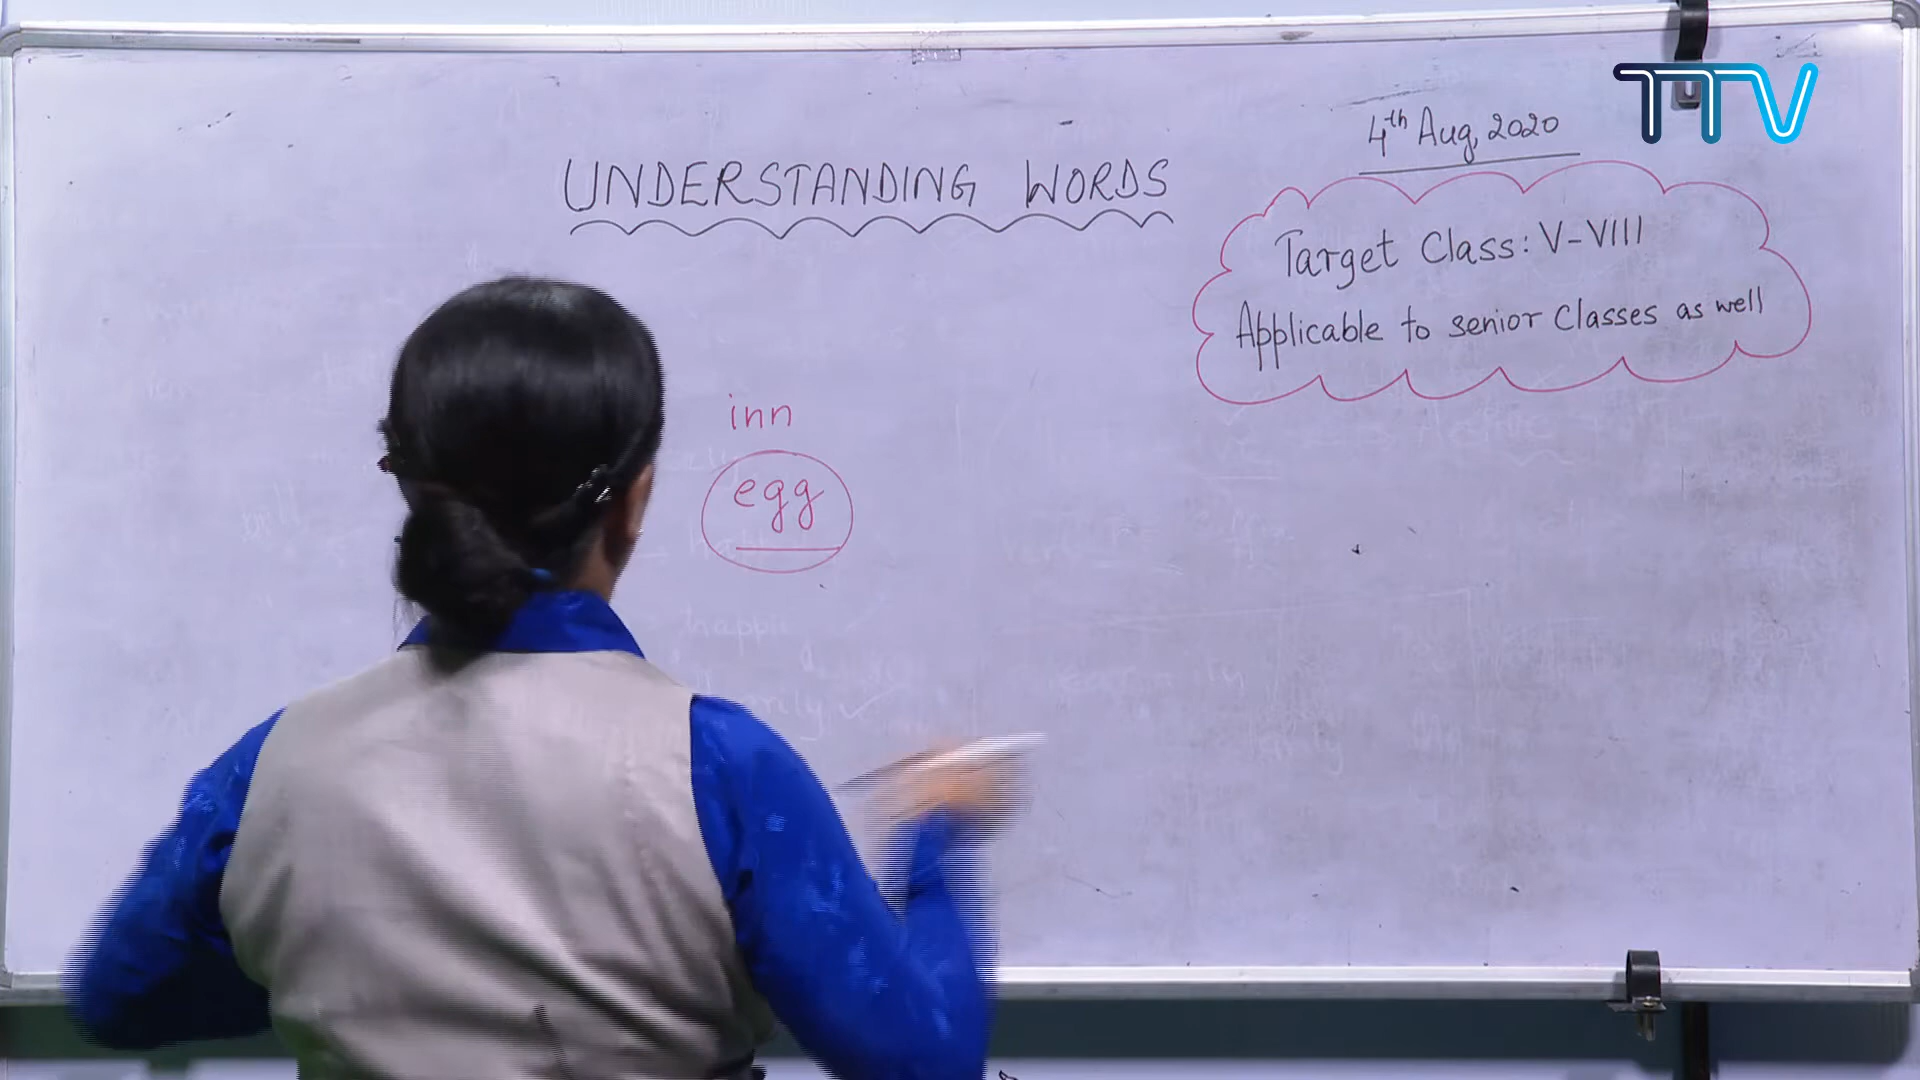 TTV
4th Aug, 2020
UNDERSTANDING WORDS
Target Class: V-VIII
Applicable to senior Classes as well
inn
egg